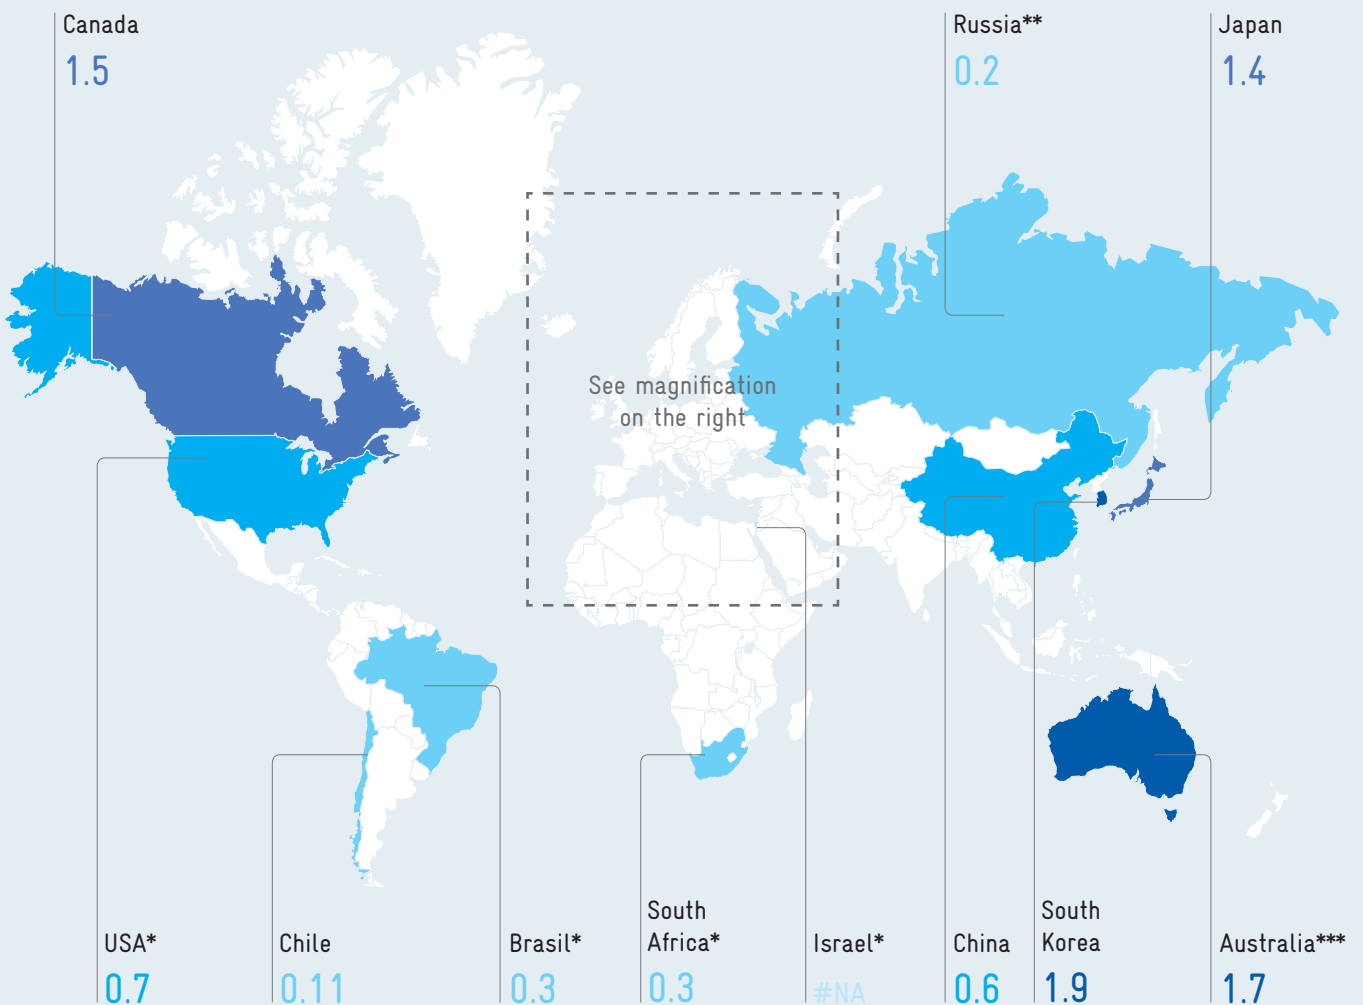 Canada
1.5
Russia**
0.2
Japan
1.4
See magnification
on the right
USA*
0.7
Chile
0.11
Brasil*
0.3
South
Africa*
0.3
Israel*
#NA
China
0.6
South
Korea
1.9
Australia***
1.7